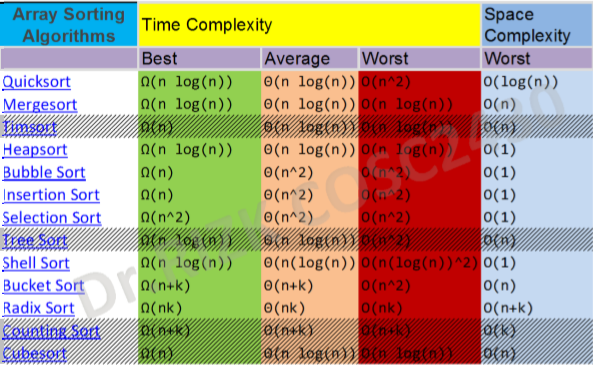 Array Sorting Algorithms Time Complexity Space Complexity
Best Average Worst Worst
Quicksort Ω(n log(n)) Θ(n log(n)) O(n^2) O(log(n))
Mergesort Ω(n log(n)) Θ(n log(n)) O(n log(n)) O(n)
Timsort Ω(n) Θ(n log(n)) O(n log(n)) O(n)
Heapsort Ω(n log(n)) Θ(n log(n)) O(n log(n)) O(1)
Bubble Sort Ω(n) Θ(n^2) O(n^2) O(1)
Insertion Sort Ω(n) Θ(n^2) O(n^2) O(1)
Selection Sort Ω(n^2) Θ(n^2) O(n^2) O(1)
Tree Sort Ω(n log(n)) Θ(n log(n)) O(n^2) O(n)
Shell Sort Ω(n log(n)) Θ(n(log(n)) O(n(log(n))^2) O(1)
Bucket Sort Ω(n+k) Θ(n+k) O(n^2) O(n)
Radix Sort Ω(nk) Θ(nk) O(nk) O(n+k)
Counting Sort Ω(n+k) Θ(n+k) O(n+k) O(k)
Cubesort Ω(n) Θ(n log(n)) O(n log(n)) O(n)